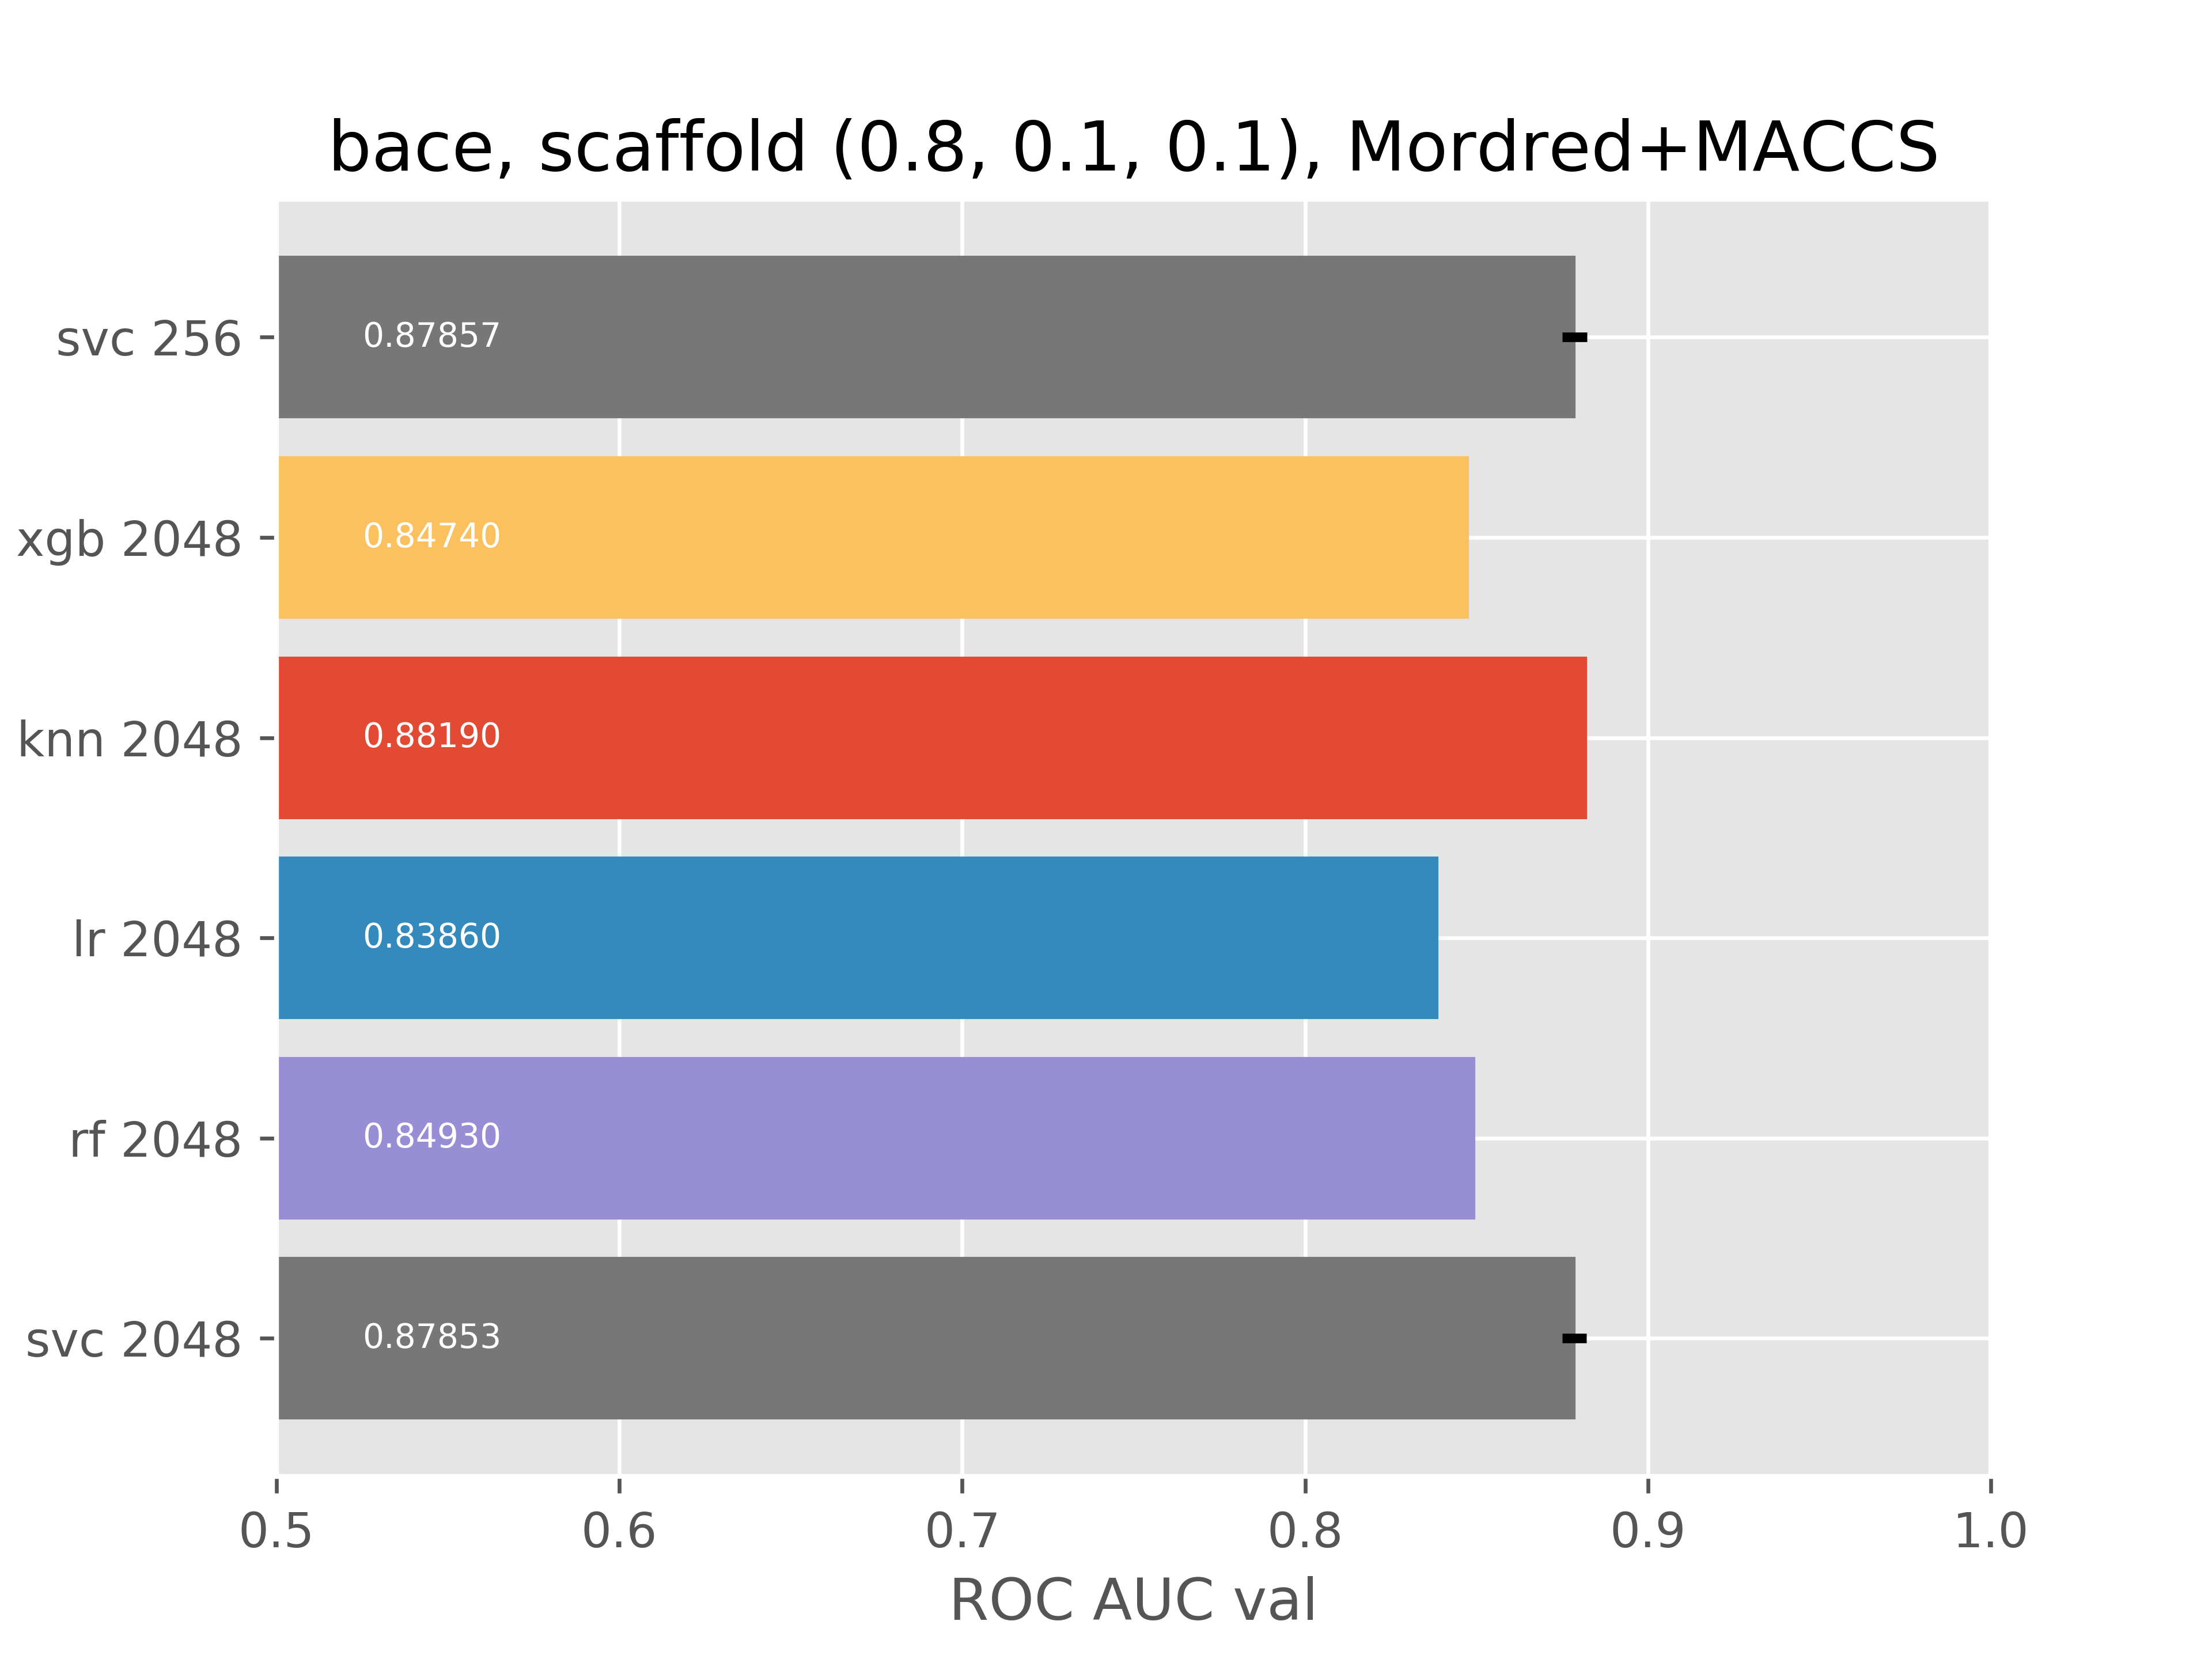 bace, scaffold (0.8, 0.1, 0.1), Mordred+MACCS
svc 256
0.87857
xgb 2048
0.84740
knn 2048
0.88190
lr 2048
0.83860
rf 2048
0.84930
svc 2048
0.87853
0.5 0.6 0.7 0.8 0.9 1.0
ROC AUC val